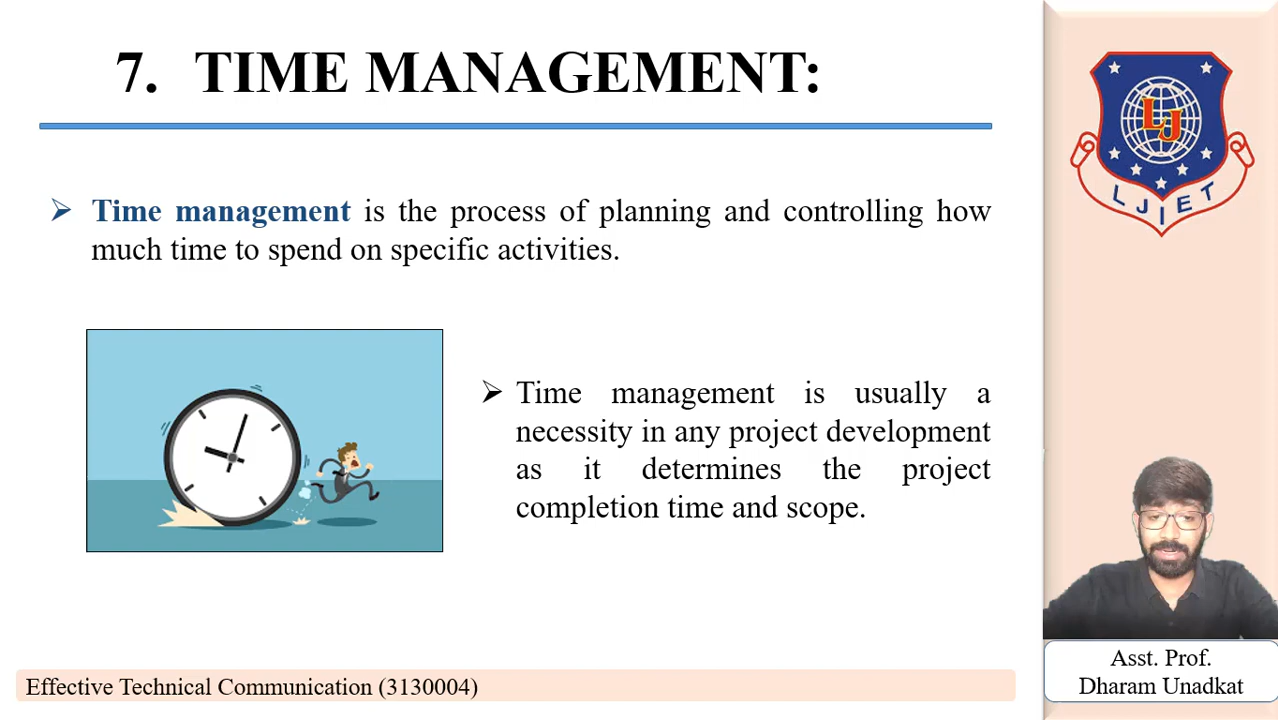 7. TIME MANAGEMENT:
Time management is the process of planning and controlling how
much time to spend on specific activities.
Time management is usually a
necessity in any project development
as it determines the project
completion time and scope.
Effective Technical Communication (3130004)
LJ
LJIET
Asst. Prof.
Dharam Unadkat